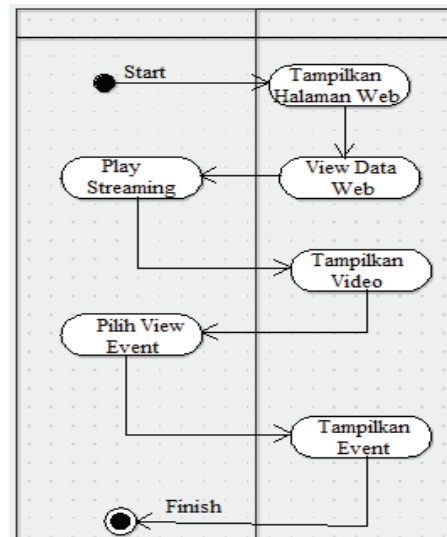 Start
Tampilkan
Halaman Web
Play
Streaming
View Data
Web
Tampilkan
Video
Pilih View
Event
Tampilkan
Event
Finish